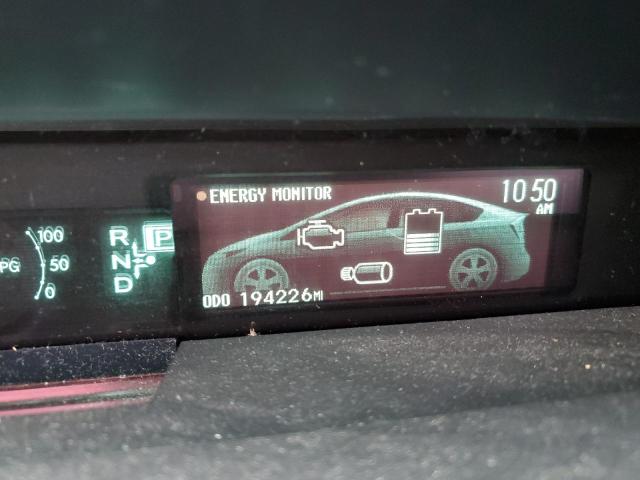 ENERGY MONITOR
10:50
AM
100
PG 50
0
R P
N
D
ODO 194226MI